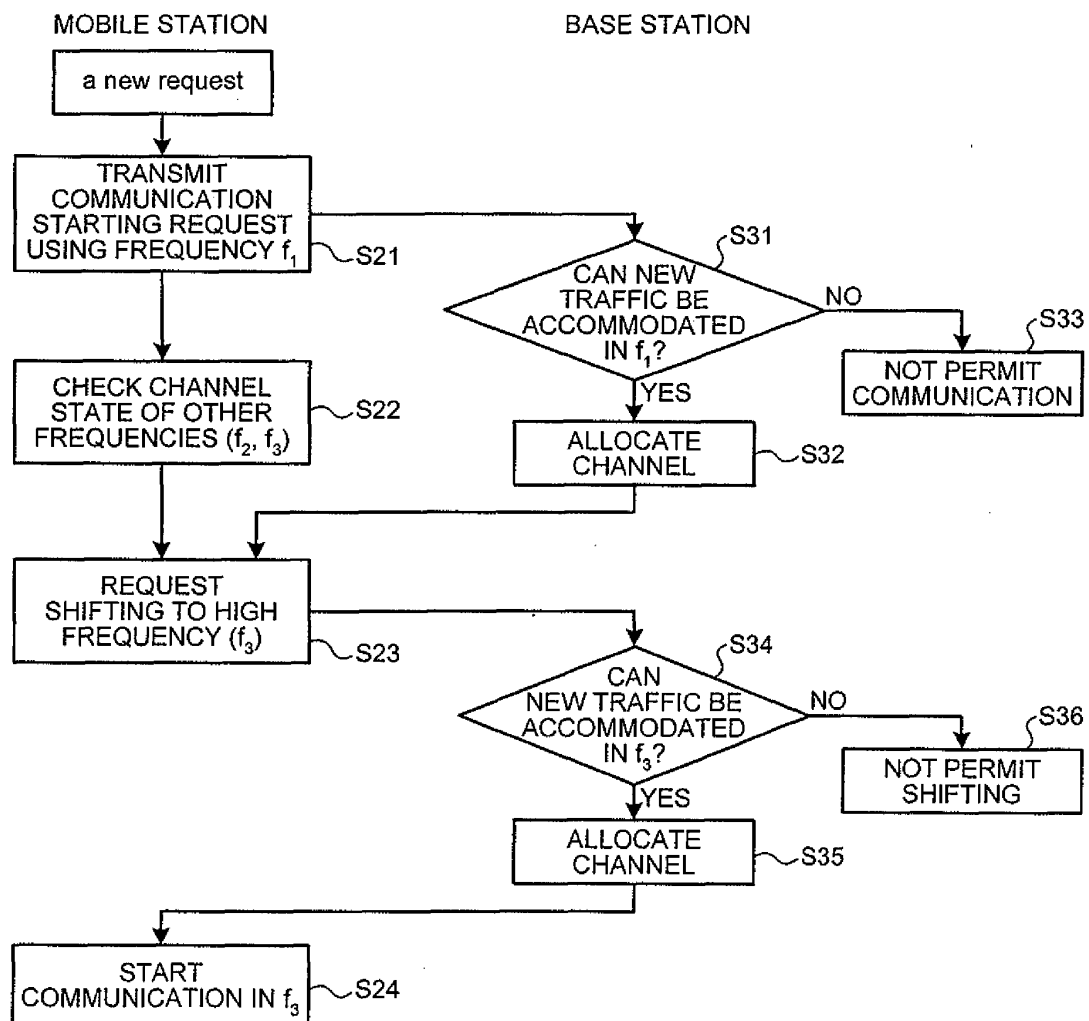 MOBILE STATION
BASE STATION
a new request
TRANSMIT
COMMUNICATION
STARTING REQUEST
USING FREQUENCY f1
S21
S31
CAN NEW
TRAFFIC BE
ACCOMMODATED
IN f1?
NO
YES
S33
NOT PERMIT
COMMUNICATION
CHECK CHANNEL
STATE OF OTHER
FREQUENCIES (f2, f3)
S22
ALLOCATE
CHANNEL
S32
REQUEST
SHIFTING TO HIGH
FREQUENCY (f3)
S23
S34
CAN
NEW TRAFFIC BE
ACCOMMODATED
IN f3?
NO
YES
S36
NOT PERMIT
SHIFTING
ALLOCATE
CHANNEL
S35
START
COMMUNICATION IN f3
S24